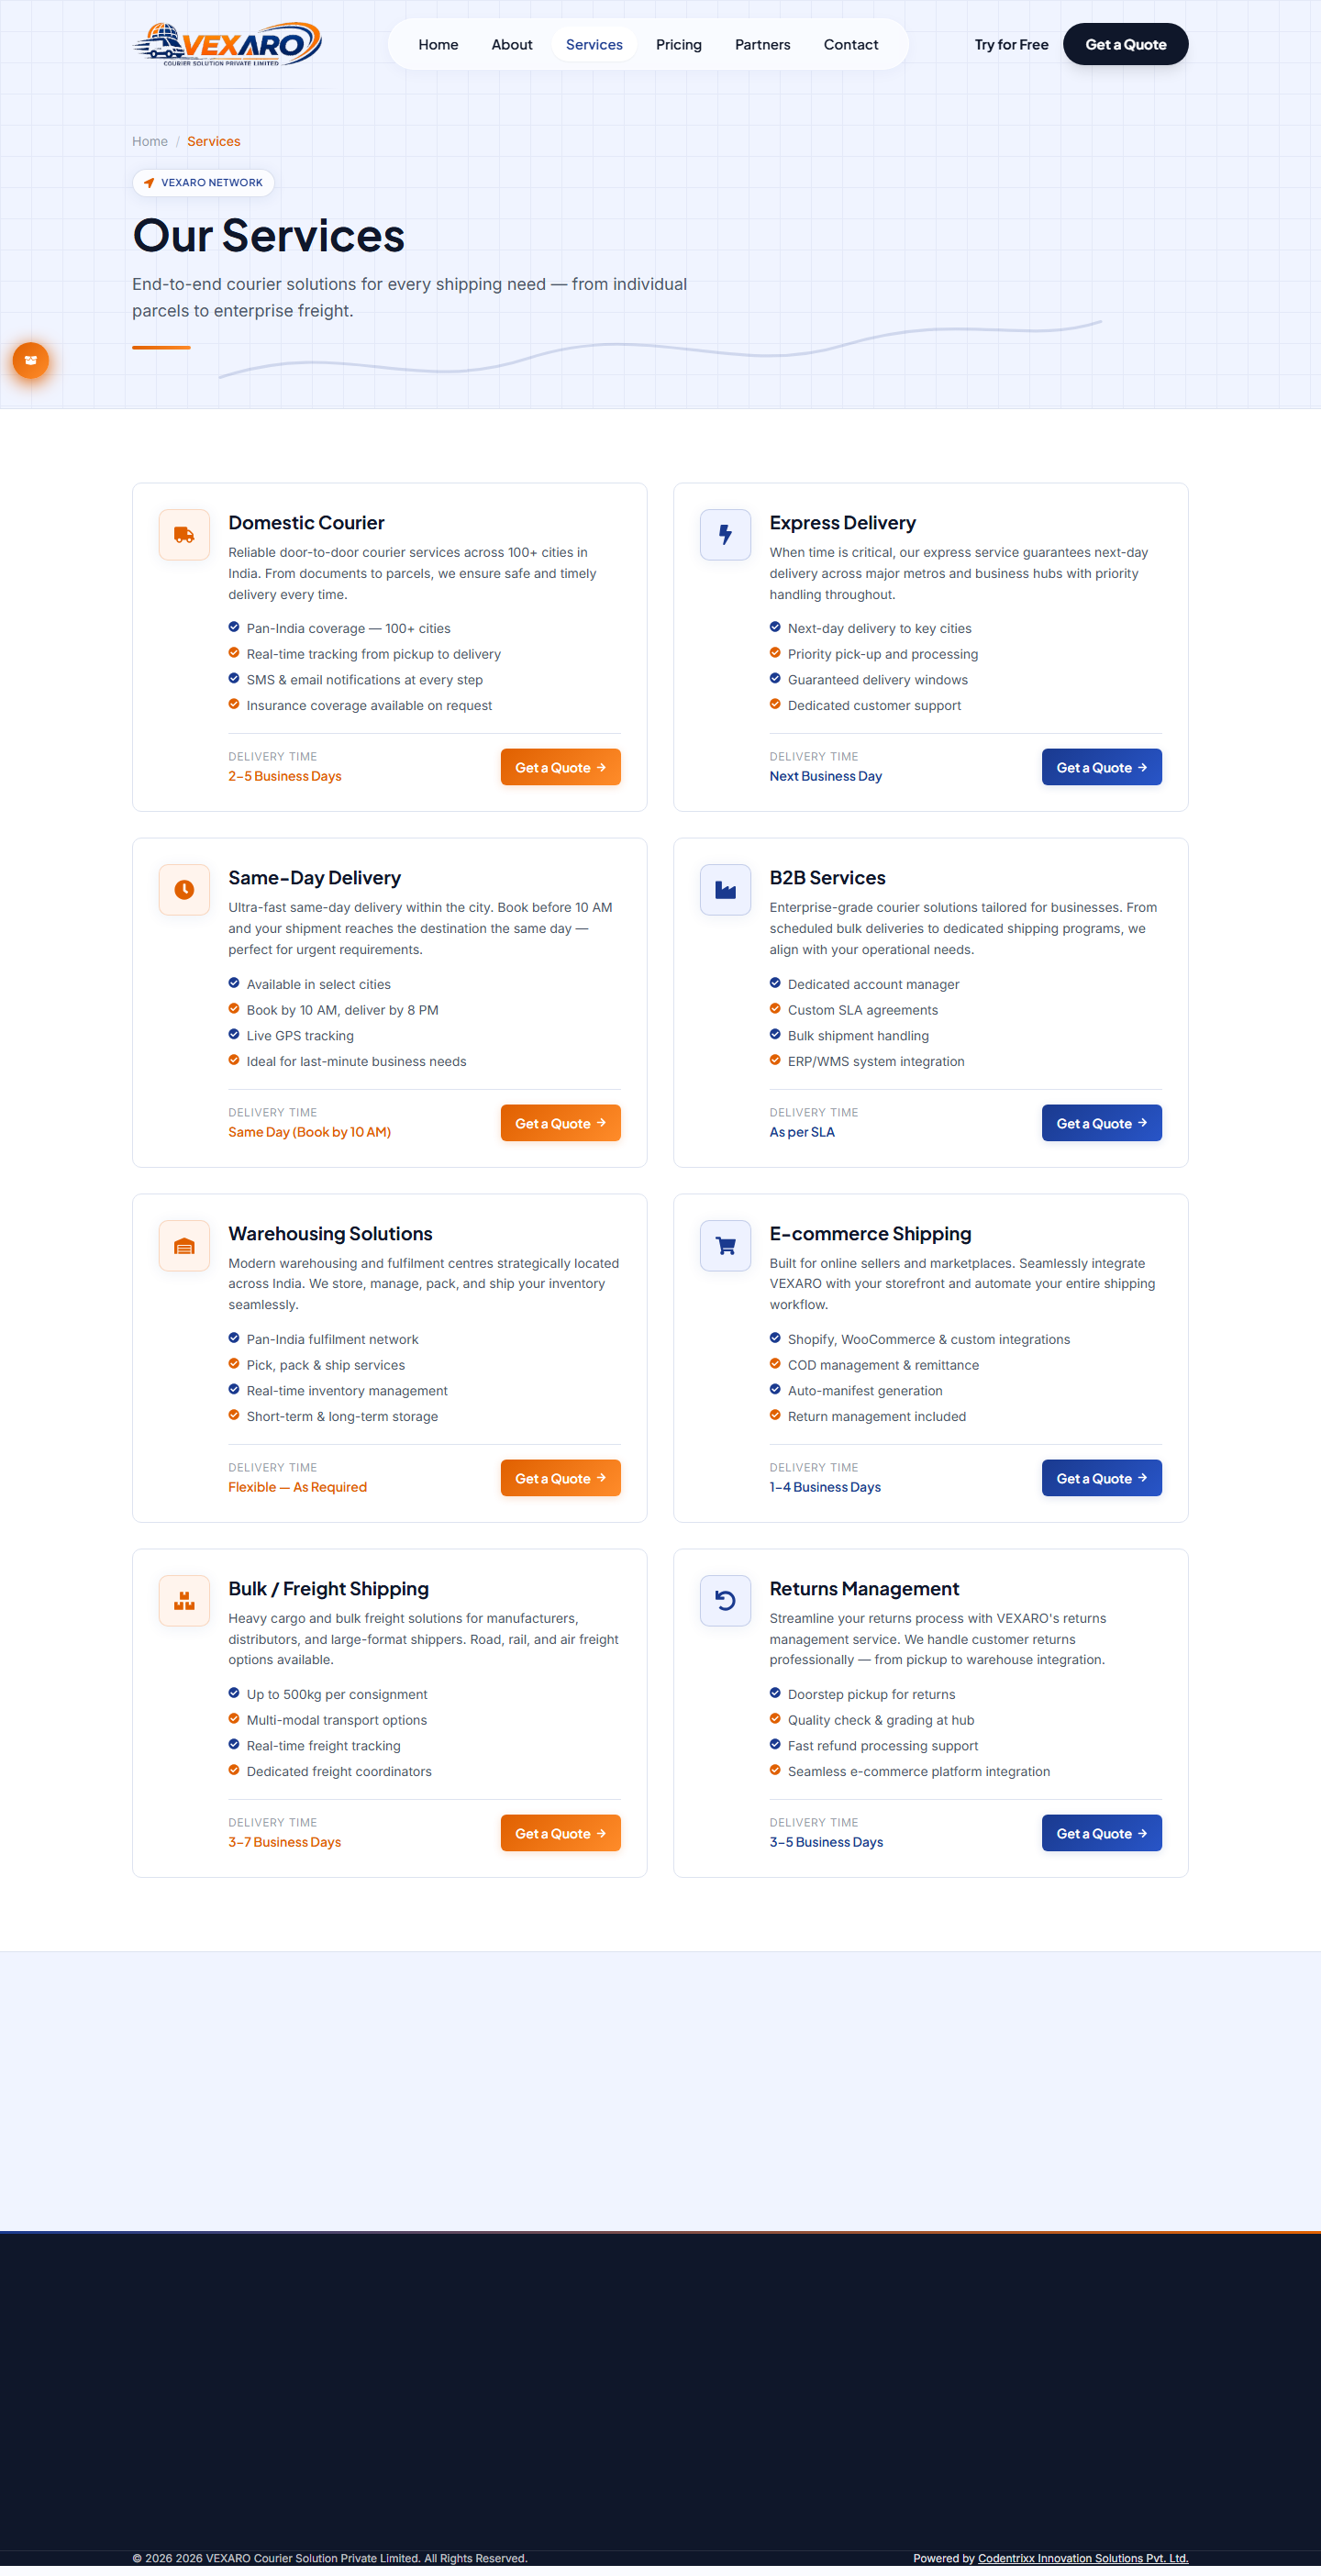 VEXARO
COURIER SOLUTION PRIVATE LIMITED
Home
About
Services
Pricing
Partners
Contact
Try for Free
Get a Quote
Home / Services
VEXARO NETWORK
Our Services
End-to-end courier solutions for every shipping need — from individual
parcels to enterprise freight.
Domestic Courier
Reliable door-to-door courier services across 100+ cities in
India. From documents to parcels, we ensure safe and timely
delivery every time.
Pan-India coverage — 100+ cities
Real-time tracking from pickup to delivery
SMS & email notifications at every step
Insurance coverage available on request
DELIVERY TIME
2–5 Business Days
Get a Quote →
Express Delivery
When time is critical, our express service guarantees next-day
delivery across major metros and business hubs with priority
handling throughout.
Next-day delivery to key cities
Priority pick-up and processing
Guaranteed delivery windows
Dedicated customer support
DELIVERY TIME
Next Business Day
Get a Quote →
Same-Day Delivery
Ultra-fast same-day delivery within the city. Book before 10 AM
and your shipment reaches the destination the same day —
perfect for urgent requirements.
Available in select cities
Book by 10 AM, deliver by 8 PM
Live GPS tracking
Ideal for last-minute business needs
DELIVERY TIME
Same Day (Book by 10 AM)
Get a Quote →
B2B Services
Enterprise-grade courier solutions tailored for businesses. From
scheduled bulk deliveries to dedicated shipping programs, we
align with your operational needs.
Dedicated account manager
Custom SLA agreements
Bulk shipment handling
ERP/WMS system integration
DELIVERY TIME
As per SLA
Get a Quote →
Warehousing Solutions
Modern warehousing and fulfilment centres strategically located
across India. We store, manage, pack, and ship your inventory
seamlessly.
Pan-India fulfilment network
Pick, pack & ship services
Real-time inventory management
Short-term & long-term storage
DELIVERY TIME
Flexible — As Required
Get a Quote →
E-commerce Shipping
Built for online sellers and marketplaces. Seamlessly integrate
VEXARO with your storefront and automate your entire shipping
workflow.
Shopify, WooCommerce & custom integrations
COD management & remittance
Auto-manifest generation
Return management included
DELIVERY TIME
1–4 Business Days
Get a Quote →
Bulk / Freight Shipping
Heavy cargo and bulk freight solutions for manufacturers,
distributors, and large-format shippers. Road, rail, and air freight
options available.
Up to 500kg per consignment
Multi-modal transport options
Real-time freight tracking
Dedicated freight coordinators
DELIVERY TIME
3–7 Business Days
Get a Quote →
Returns Management
Streamline your returns process with VEXARO's returns
management service. We handle customer returns
professionally — from pickup to warehouse integration.
Doorstep pickup for returns
Quality check & grading at hub
Fast refund processing support
Seamless e-commerce platform integration
DELIVERY TIME
3–5 Business Days
Get a Quote →
© 2026 2026 VEXARO Courier Solution Private Limited. All Rights Reserved.
Powered by Codentrixx Innovation Solutions Pvt. Ltd.